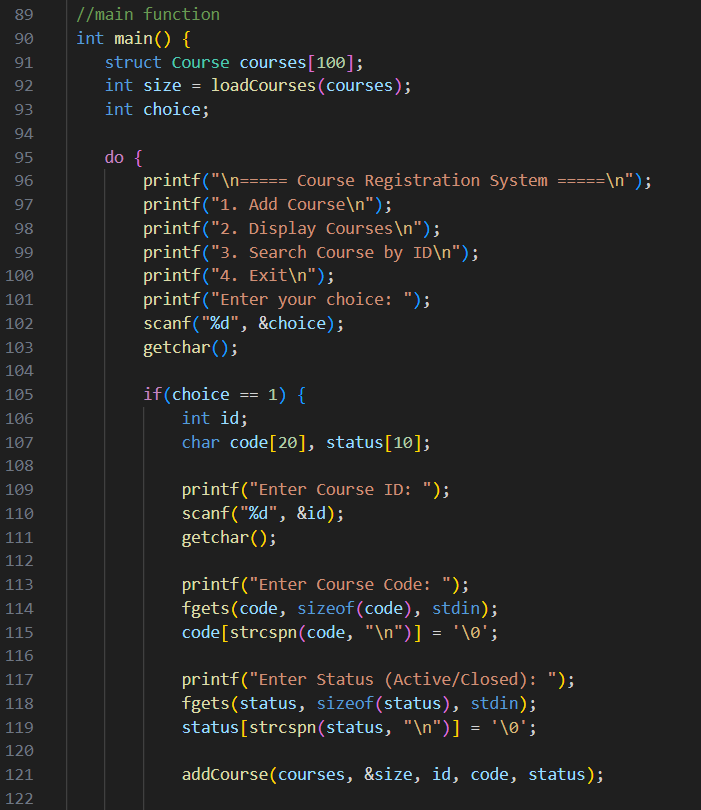 89 //main function
90 int main() {
91 struct Course courses[100];
92 int size = loadCourses(courses);
93 int choice;
94
95 do {
96 printf("\n===== Course Registration System =====\n");
97 printf("1. Add Course\n");
98 printf("2. Display Courses\n");
99 printf("3. Search Course by ID\n");
100 printf("4. Exit\n");
101 printf("Enter your choice: ");
102 scanf("%d", &choice);
103 getchar();
104
105 if(choice == 1) {
106 int id;
107 char code[20], status[10];
108
109 printf("Enter Course ID: ");
110 scanf("%d", &id);
111 getchar();
112
113 printf("Enter Course Code: ");
114 fgets(code, sizeof(code), stdin);
115 code[strcspn(code, "\n")] = '\0';
116
117 printf("Enter Status (Active/Closed): ");
118 fgets(status, sizeof(status), stdin);
119 status[strcspn(status, "\n")] = '\0';
120
121 addCourse(courses, &size, id, code, status);
122